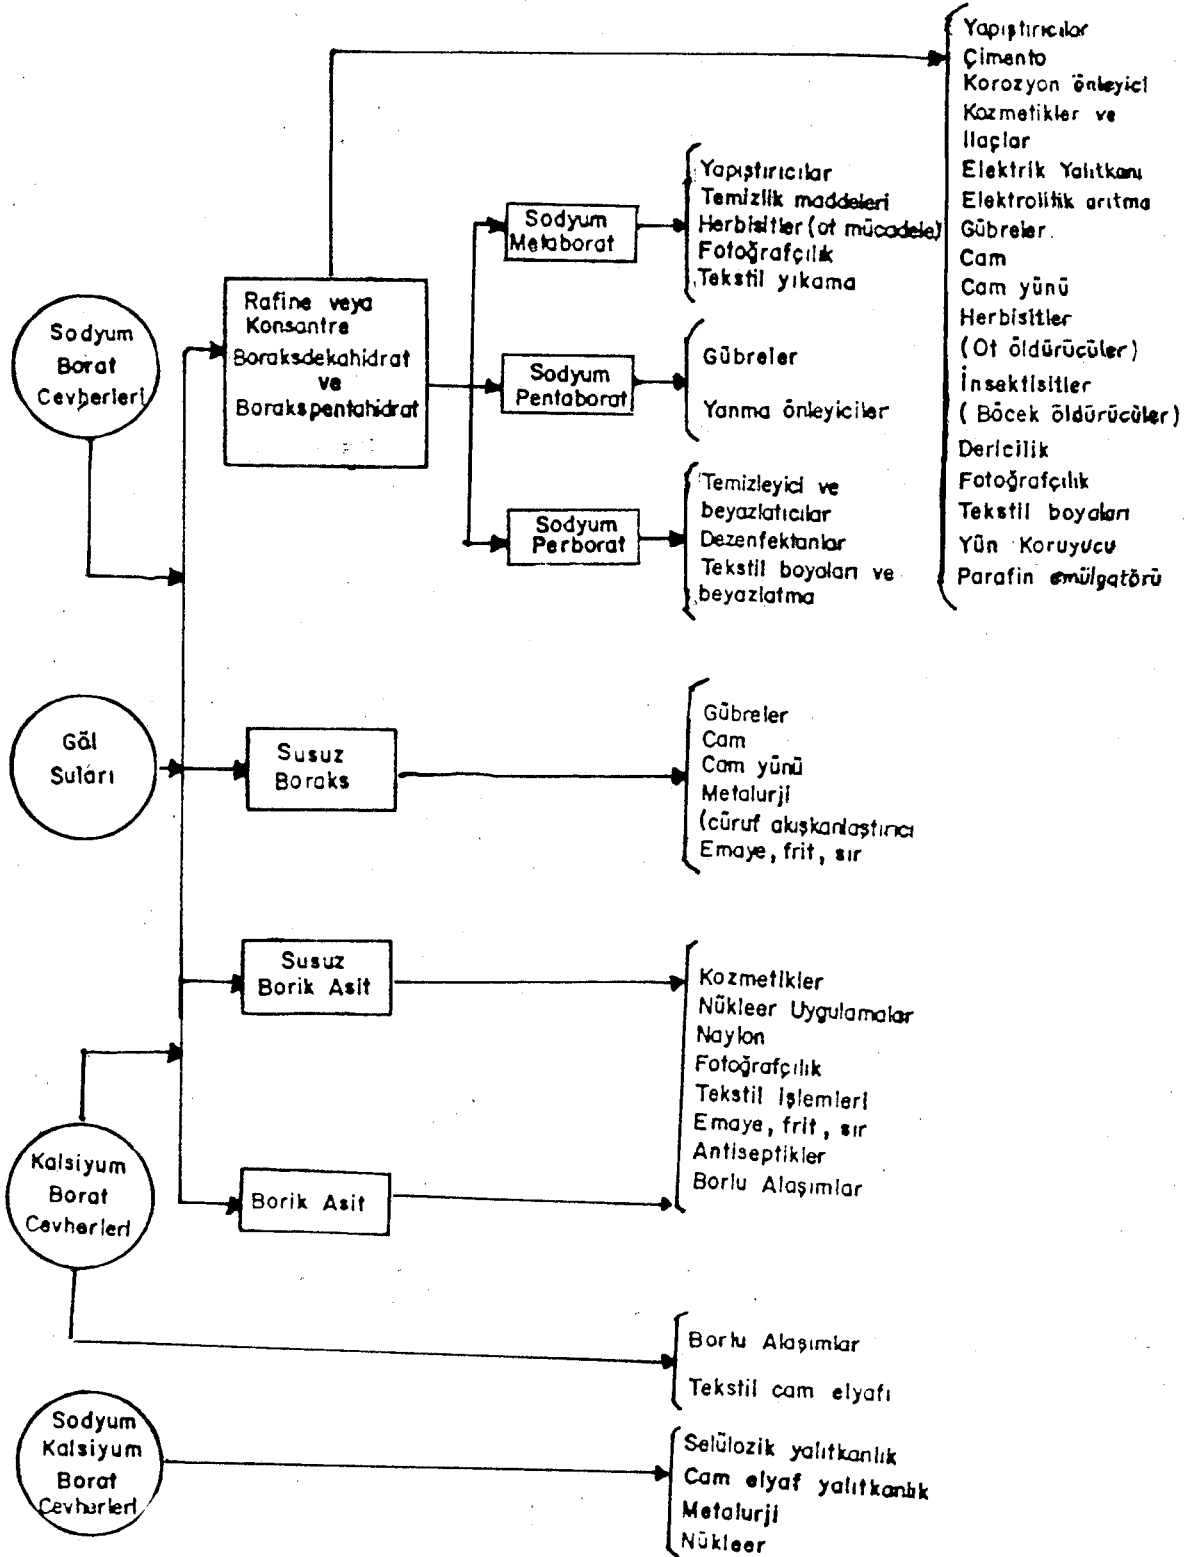 Sodyum
Borat
Cevherleri
Göl
Suları
Kalsiyum
Borat
Cevherleri
Sodyum
Kalsiyum
Borat
Cevherleri
Rafine veya
Konsantre
Boraksdekahidrat
ve
Borakspentahidrat
Sodyum
Metaborat
Sodyum
Pentaborat
Sodyum
Perborat
Susuz
Boraks
Susuz
Borik Asit
Borik Asit
Yapıştırıcılar
Temizlik maddeleri
Herbisitler (ot mücadele)
Fotoğrafçılık
Tekstil yıkama
Gübreler
Yanma önleyiciler
Temizleyici ve
beyazlatıcılar
Dezenfektanlar
Tekstil boyaları ve
beyazlatma
Gübreler
Cam
Cam yünü
Metalurji
(cüruf akışkanlaştırıcı
Emaye, frit, sır
Kozmetikler
Nükleer Uygulamalar
Naylon
Fotoğrafçılık
Tekstil işlemleri
Emaye, frit, sır
Antiseptikler
Borlu Alaşımlar
Borlu Alaşımlar
Tekstil cam elyafı
Selülozik yalıtkanlık
Cam elyaf yalıtkanlık
Metalurji
Nükleer
Yapıştırıcılar
Çimento
Korozyon önleyici
Kozmetikler ve
İlaçlar
Elektrik Yalıtkanı
Elektrolitik arıtma
Gübreler
Cam
Cam yünü
Herbisitler
(Ot öldürücüler)
İnsektisitler
(Böcek öldürücüler)
Dericilik
Fotoğrafçılık
Tekstil boyaları
Yün Koruyucu
Parafin emülgatörü